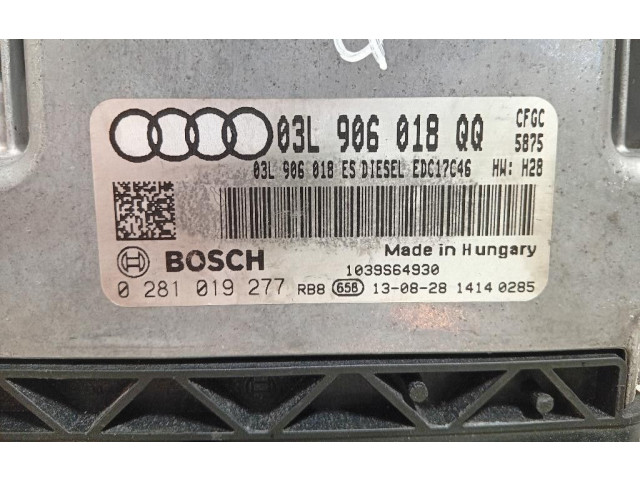 03L 906 018 QQ CFGC
5875
03L 906 018 ES DIESEL EDC17C46 HW: H28
BOSCH
Made in Hungary
1039S64930
0 281 019 277 RB8 658 13-08-28 1414 0285